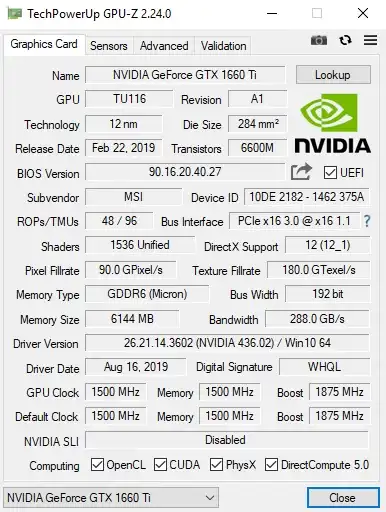 TechPowerUp GPU-Z 2.24.0
Graphics Card Sensors Advanced Validation
Name NVIDIA GeForce GTX 1660 Ti Lookup
GPU TU116 Revision A1
Technology 12 nm Die Size 284 mm²
Release Date Feb 22, 2019 Transistors 6600M
NVIDIA
BIOS Version 90.16.20.40.27 UEFI
Subvendor MSI Device ID 10DE 2182 - 1462 375A
ROPs/TMUs 48 / 96 Bus Interface PCIe x16 3.0 @ x16 1.1 ?
Shaders 1536 Unified DirectX Support 12 (12_1)
Pixel Fillrate 90.0 GPixel/s Texture Fillrate 180.0 GTexel/s
Memory Type GDDR6 (Micron) Bus Width 192 bit
Memory Size 6144 MB Bandwidth 288.0 GB/s
Driver Version 26.21.14.3602 (NVIDIA 436.02) / Win10 64
Driver Date Aug 16, 2019 Digital Signature WHQL
GPU Clock 1500 MHz Memory 1500 MHz Boost 1875 MHz
Default Clock 1500 MHz Memory 1500 MHz Boost 1875 MHz
NVIDIA SLI Disabled
Computing OpenCL CUDA PhysX DirectCompute 5.0
NVIDIA GeForce GTX 1660 Ti Close